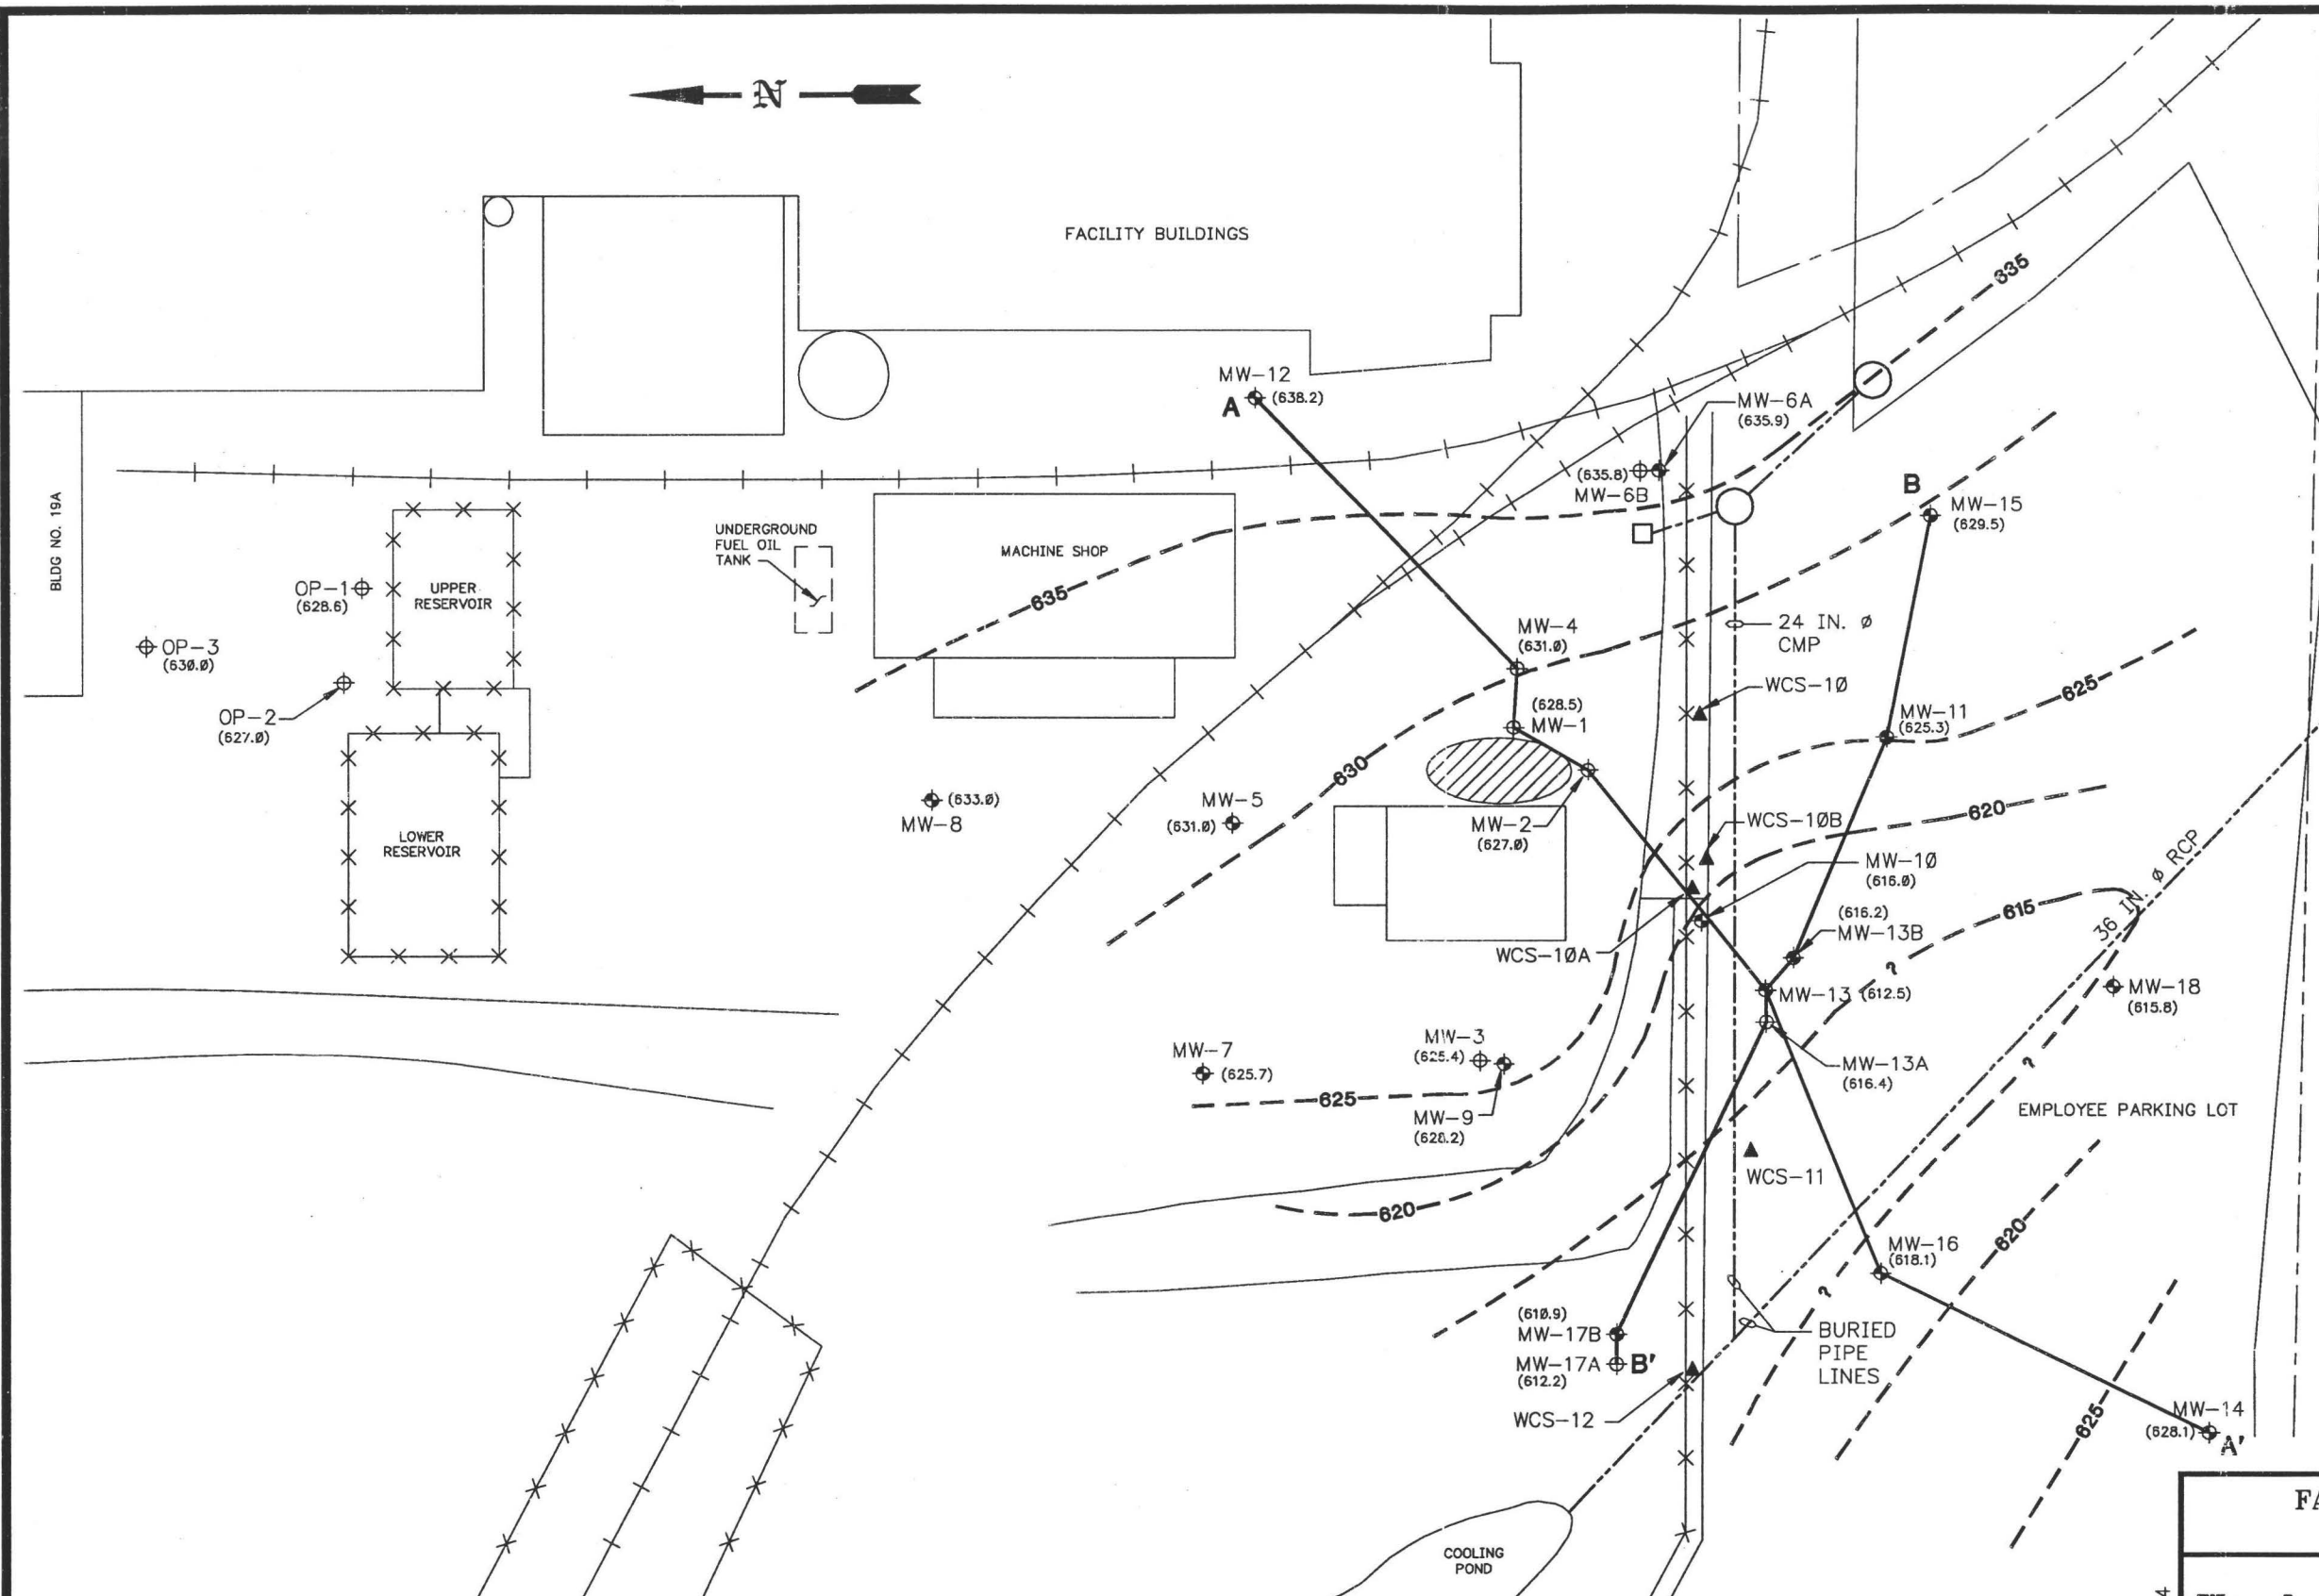 N
FACILITY BUILDINGS
335
MW-12
A
(638.2)
MW-6A
(635.9)
(635.8)
MW-6B
B
MW-15
(629.5)
BLDG NO. 19A
UNDERGROUND
FUEL OIL
TANK
MACHINE SHOP
OP-1
(628.6)
UPPER
RESERVOIR
635
OP-3
(630.0)
MW-4
(631.0)
24 IN. Ø
CMP
WCS-10
625
OP-2
(627.0)
(628.5)
MW-1
MW-11
(625.3)
630
(633.0)
MW-8
MW-5
(631.0)
MW-2
(627.0)
WCS-10B
620
LOWER
RESERVOIR
MW-10
(616.0)
36 IN. Ø RCP
615
(616.2)
MW-13B
WCS-10A
?
MW-13 (612.5)
MW-18
(615.8)
MW-3
(625.4)
MW-7
(625.7)
MW-13A
(616.4)
?
625
MW-9
(628.2)
EMPLOYEE PARKING LOT
WCS-11
620
620
MW-16
(618.1)
?
(610.9)
MW-17B
MW-17A
(612.2)
B'
BURIED
PIPE
LINES
WCS-12
625
MW-14
(628.1)
A'
COOLING
POND
FA